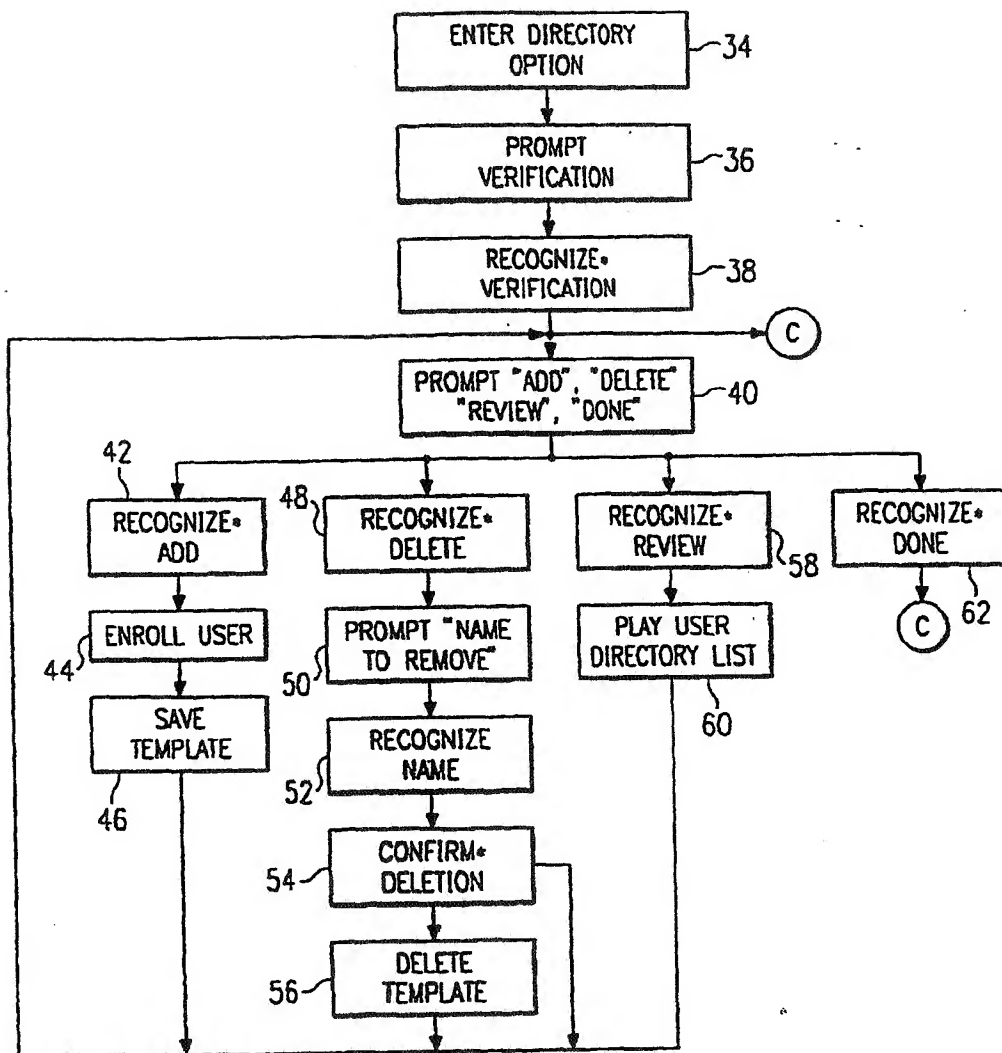 ENTER DIRECTORY
OPTION
34
PROMPT
VERIFICATION
36
RECOGNIZE*
VERIFICATION
38
C
PROMPT "ADD", "DELETE"
"REVIEW", "DONE"
40
42
RECOGNIZE*
ADD
48
RECOGNIZE*
DELETE
RECOGNIZE*
REVIEW
58
RECOGNIZE*
DONE
62
44
ENROLL USER
50
PROMPT "NAME
TO REMOVE"
PLAY USER
DIRECTORY LIST
60
C
SAVE
TEMPLATE
46
52
RECOGNIZE
NAME
54
CONFIRM*
DELETION
56
DELETE
TEMPLATE